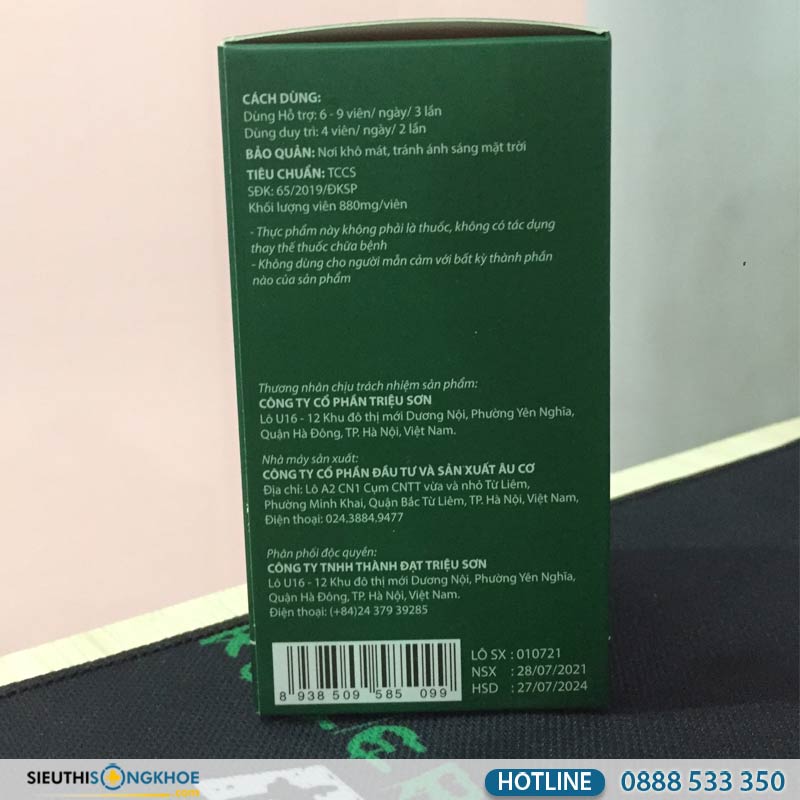 CÁCH DÙNG:
Dùng Hỗ trợ: 6 - 9 viên/ ngày/ 3 lần
Dùng duy trì: 4 viên/ ngày/ 2 lần
BẢO QUẢN: Nơi khô mát, tránh ánh sáng mặt trời
TIÊU CHUẨN: TCCS
SĐK: 65/2019/ĐKSP
Khối lượng viên 880mg/viên
- Thực phẩm này không phải là thuốc, không có tác dụng
thay thế thuốc chữa bệnh
- Không dùng cho người mẫn cảm với bất kỳ thành phần
nào của sản phẩm
Thương nhân chịu trách nhiệm sản phẩm:
CÔNG TY CỔ PHẦN TRIỆU SƠN
Lô U16 - 12 Khu đô thị mới Dương Nội, Phường Yên Nghĩa,
Quận Hà Đông, TP. Hà Nội, Việt Nam.
Nhà máy sản xuất:
CÔNG TY CỔ PHẦN ĐẦU TƯ VÀ SẢN XUẤT ÂU CƠ
Địa chỉ: Lô A2 CN1 Cụm CNTT vừa và nhỏ Từ Liêm,
Phường Minh Khai, Quận Bắc Từ Liêm, TP. Hà Nội, Việt Nam,
Điện thoại: 024.3884.9477
Phân phối độc quyền:
CÔNG TY TNHH THÀNH ĐẠT TRIỆU SƠN
Lô U16 - 12 Khu đô thị mới Dương Nội, Phường Yên Nghĩa,
Quận Hà Đông, TP. Hà Nội, Việt Nam.
Điện thoại: (+84)24 379 39285
8 938509 585099
LÔ SX : 010721
NSX : 28/07/2021
HSD : 27/07/2024
SIEUTHISONGKHOE
.com
HOTLINE 0888 533 350